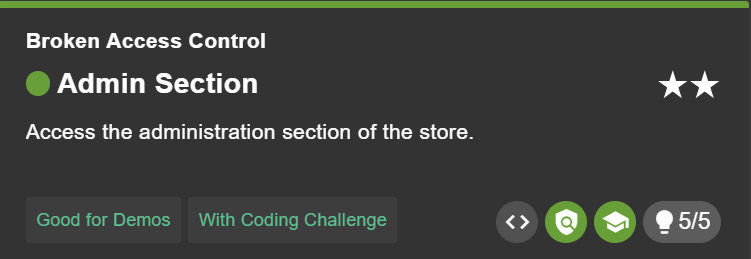 Broken Access Control
Admin Section
Access the administration section of the store.
Good for Demos
With Coding Challenge
5/5